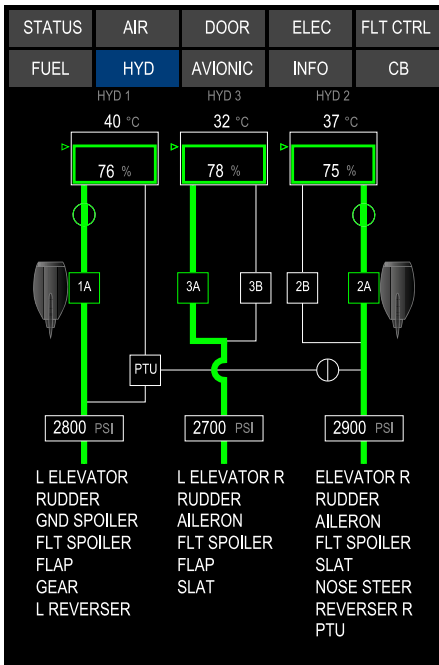 STATUS AIR DOOR ELEC FLT CTRL
FUEL HYD AVIONIC INFO CB
HYD 1 HYD 3 HYD 2
40 °C 32 °C 37 °C
76 % 78 % 75 %
1A 3A 3B 2B 2A
PTU
2800 PSI 2700 PSI 2900 PSI
L ELEVATOR L ELEVATOR R ELEVATOR R
RUDDER RUDDER RUDDER
GND SPOILER AILERON AILERON
FLT SPOILER FLT SPOILER FLT SPOILER
FLAP FLAP SLAT
GEAR SLAT NOSE STEER
L REVERSER REVERSER R
PTU